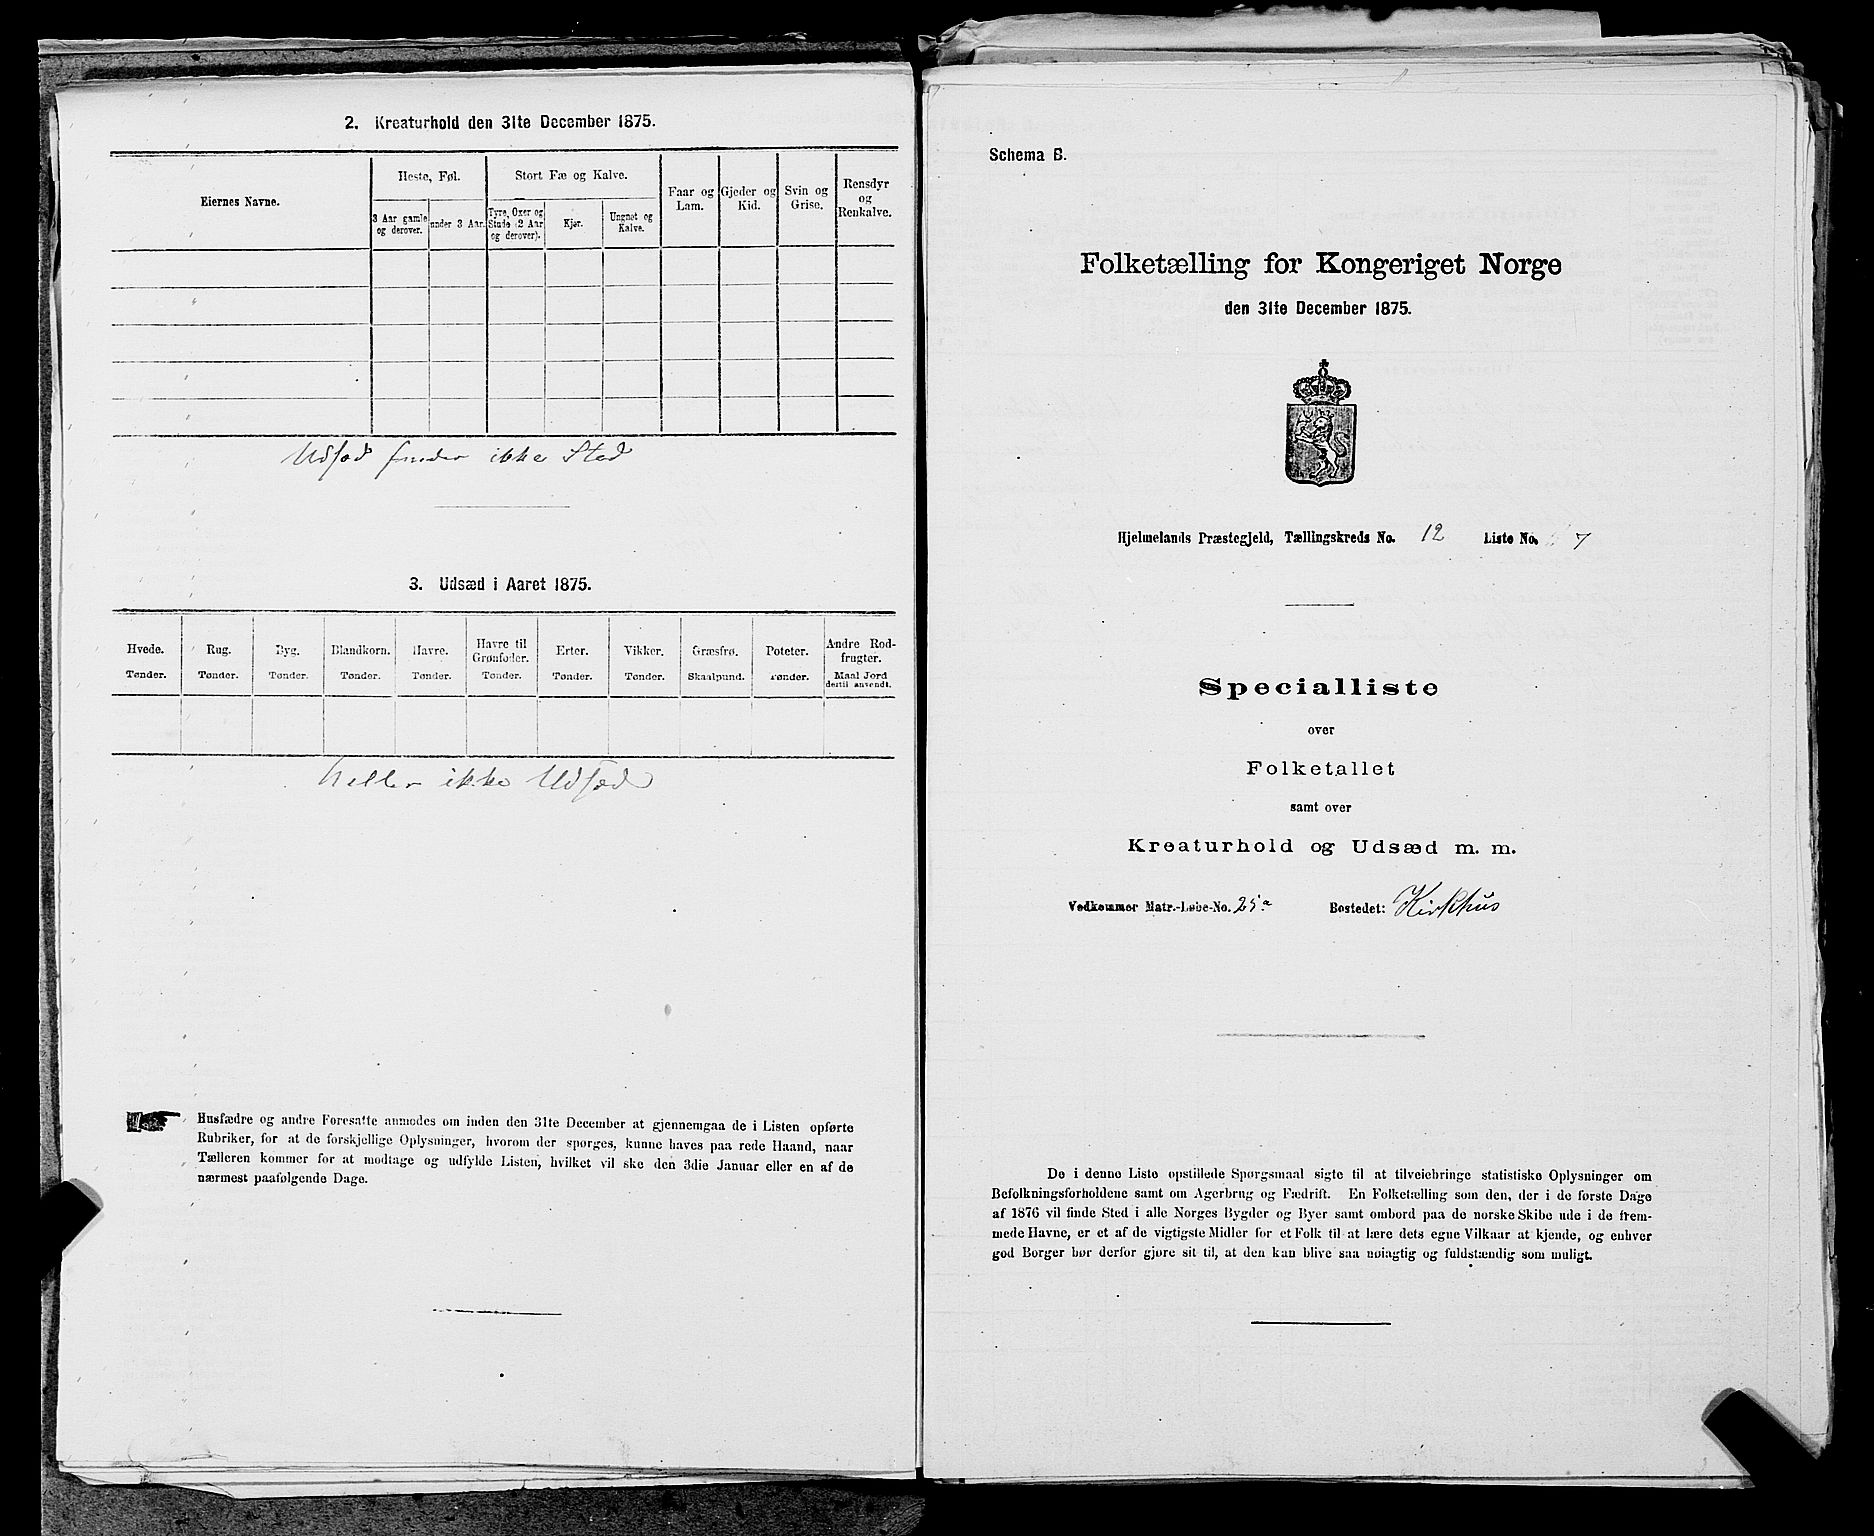 2. Kreaturhold den 31te December 1875.
Eiernes Navne.
Heste, Føl.
Stort Fæ og Kalve.
Faar og Lam.
Gjeder og Kid.
Svin og Grise.
Rensdyr og Renkalve.
3 Aar gamle og derover.
under 3 Aar.
Tyre, Oxer og Stude (2 Aar og derover).
Kjør.
Ungnet og Kalve.
Udsæd finder ikke Sted
3. Udsæd i Aaret 1875.
Hvede. Rug. Byg. Blandkorn. Havre. Havre til Grønfoder. Erter. Vikker. Græsfrø. Poteter. Andre Rodfrugter.
Tønder. Tønder. Tønder. Tønder. Tønder. Tønder. Tønder. Tønder. Skaalpund. Tønder. Maal Jord dertil anvendt.
heller ikke Udsæd
Husfædre og andre Foresatte anmodes om inden den 31te December at gjennemgaa de i Listen opførte
Rubriker, for at de forskjellige Oplysninger, hvorom der spørges, kunne haves paa rede Haand, naar
Tælleren kommer for at modtage og udfylde Listen, hvilket vil ske den 3die Januar eller en af de
nærmest paafølgende Dage.
Schema B.
Folketælling for Kongeriget Norge
den 31te December 1875.
Hjelmelands Præstegjeld, Tællingskreds No. 12 Liste No. 7
Specialliste
over
Folketallet
samt over
Kreaturhold og Udsæd m. m.
Vedkommer Matr.-Løbe-No. 25a Bostedet: Kirkhus
De i denne Liste opstillede Spørgsmaal sigte til at tilveiebringe statistiske Oplysninger om
Befolkningsforholdene samt om Agerbrug og Fædrift. En Folketælling som den, der i de første Dage
af 1876 vil finde Sted i alle Norges Bygder og Byer samt ombord paa de norske Skibe ude i de frem-
mede Havne, er et af de vigtigste Midler for et Folk til at lære dets egne Vilkaar at kjende, og enhver
god Borger bør derfor gjøre sit til, at den kan blive saa nøiagtig og fuldstændig som muligt.